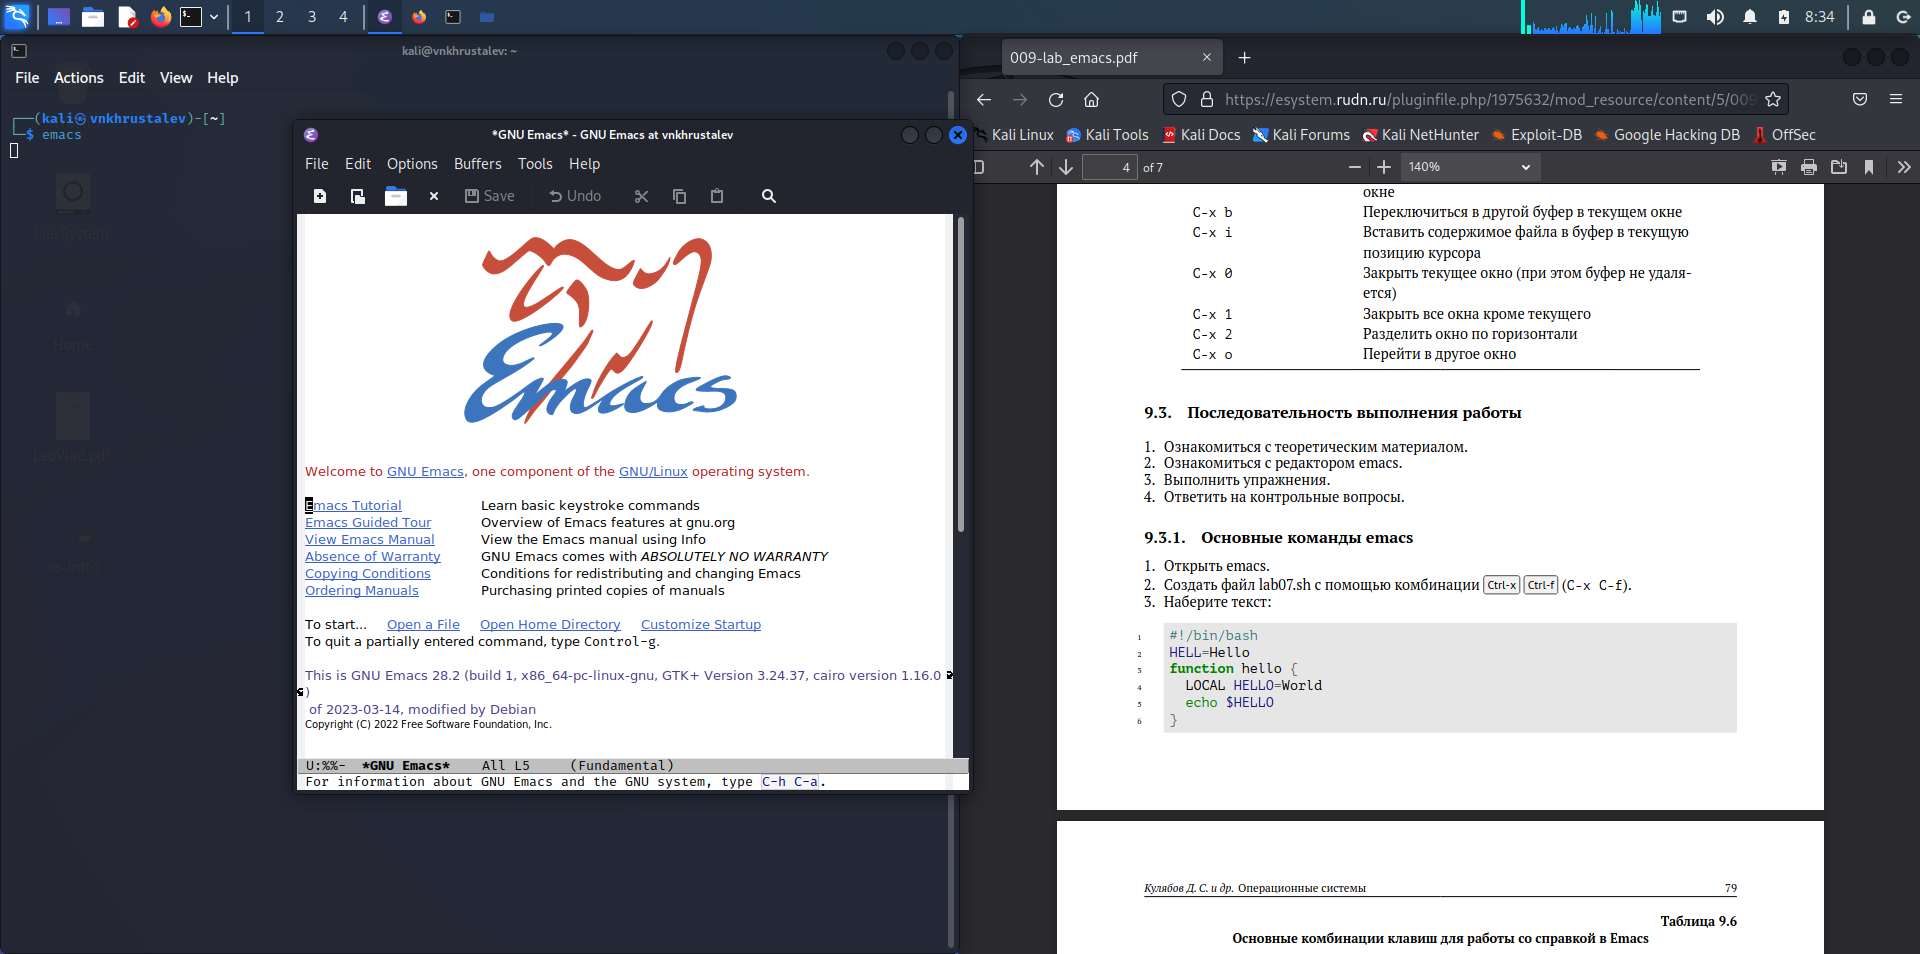 1 2 3 4
8:34
kali@vnkhrustalev: ~
File Actions Edit View Help
(kali㉿vnkhrustalev)-[~]
$ emacs
File System
Home
LabVlad.pdf
os-intro
*GNU Emacs* - GNU Emacs at vnkhrustalev
File Edit Options Buffers Tools Help
Save Undo
Emacs
Welcome to GNU Emacs, one component of the GNU/Linux operating system.
Emacs Tutorial Learn basic keystroke commands
Emacs Guided Tour Overview of Emacs features at gnu.org
View Emacs Manual View the Emacs manual using Info
Absence of Warranty GNU Emacs comes with ABSOLUTELY NO WARRANTY
Copying Conditions Conditions for redistributing and changing Emacs
Ordering Manuals Purchasing printed copies of manuals
To start... Open a File Open Home Directory Customize Startup
To quit a partially entered command, type Control-g.
This is GNU Emacs 28.2 (build 1, x86_64-pc-linux-gnu, GTK+ Version 3.24.37, cairo version 1.16.0
)
of 2023-03-14, modified by Debian
Copyright (C) 2022 Free Software Foundation, Inc.
U:%%- *GNU Emacs* All L5 (Fundamental)
For information about GNU Emacs and the GNU system, type C-h C-a.
009-lab_emacs.pdf
https://esystem.rudn.ru/pluginfile.php/1975632/mod_resource/content/5/009
Kali Linux Kali Tools Kali Docs Kali Forums Kali NetHunter Exploit-DB Google Hacking DB OffSec
4 of 7 140%
окне
C-x b Переключиться в другой буфер в текущем окне
C-x i Вставить содержимое файла в буфер в текущую
позицию курсора
C-x 0 Закрыть текущее окно (при этом буфер не удаля-
ется)
C-x 1 Закрыть все окна кроме текущего
C-x 2 Разделить окно по горизонтали
C-x o Перейти в другое окно
9.3. Последовательность выполнения работы
1. Ознакомиться с теоретическим материалом.
2. Ознакомиться с редактором emacs.
3. Выполнить упражнения.
4. Ответить на контрольные вопросы.
9.3.1. Основные команды emacs
1. Открыть emacs.
2. Создать файл lab07.sh с помощью комбинации Ctrl-x Ctrl-f (C-x C-f).
3. Наберите текст:
1 #!/bin/bash
2 HELL=Hello
3 function hello {
4 LOCAL HELLO=World
5 echo $HELLO
6 }
Кулябов Д. С. и др. Операционные системы 79
Таблица 9.6
Основные комбинации клавиш для работы со справкой в Emacs